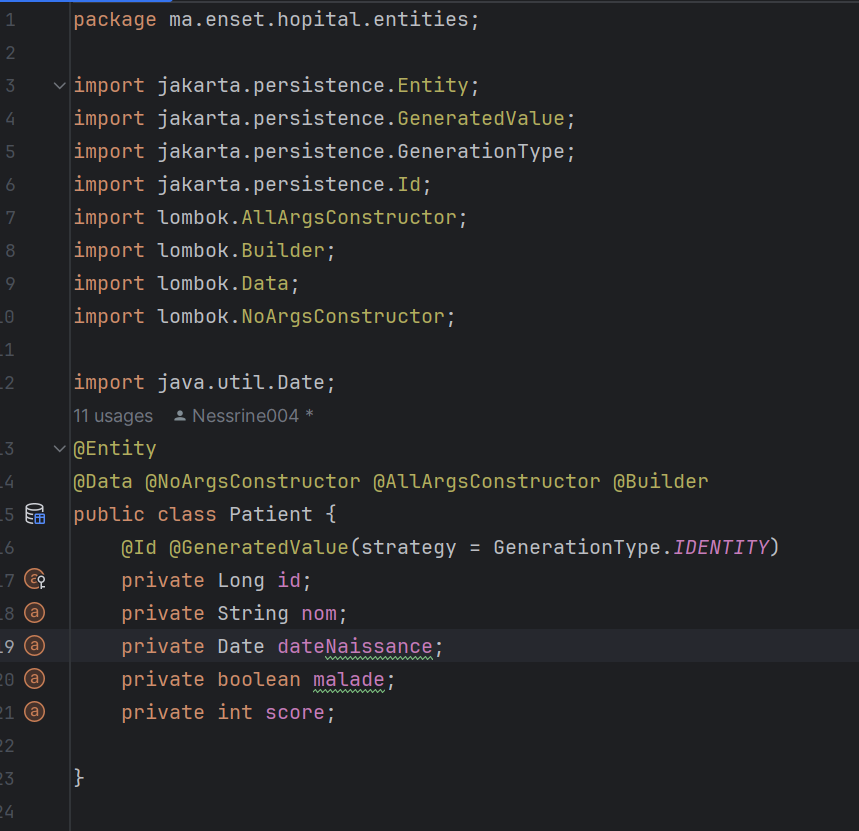 1 package ma.enset.hopital.entities;
2
3 import jakarta.persistence.Entity;
4 import jakarta.persistence.GeneratedValue;
5 import jakarta.persistence.GenerationType;
6 import jakarta.persistence.Id;
7 import lombok.AllArgsConstructor;
8 import lombok.Builder;
9 import lombok.Data;
10 import lombok.NoArgsConstructor;
11
12 import java.util.Date;
11 usages Nessrine004 *
13 @Entity
14 @Data @NoArgsConstructor @AllArgsConstructor @Builder
15 public class Patient {
16 @Id @GeneratedValue(strategy = GenerationType.IDENTITY)
17 private Long id;
18 private String nom;
19 private Date dateNaissance;
20 private boolean malade;
21 private int score;
22
23 }
24